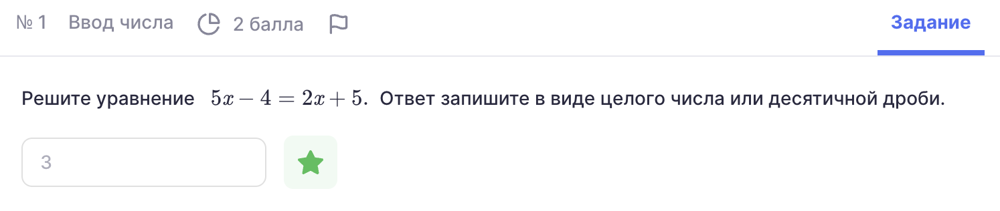 № 1 Ввод числа 2 балла Задание
Решите уравнение 5x − 4 = 2x + 5. Ответ запишите в виде целого числа или десятичной дроби.
3